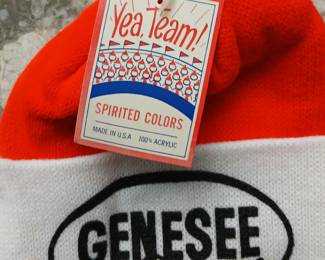 Yea, Team!
SPIRITED COLORS
MADE IN U.S.A 100% ACRYLIC
GENESEE